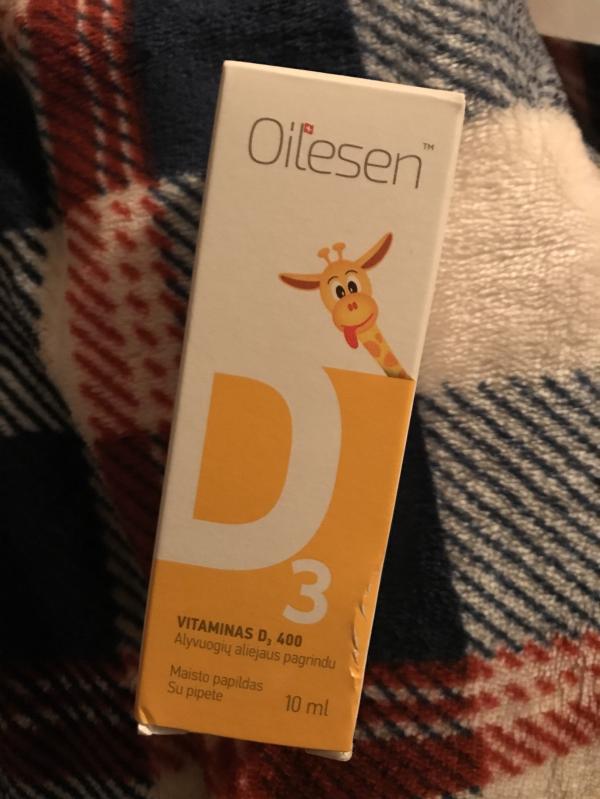 Oilesen™
D
3
VITAMINAS D₃ 400
Alyvuogių aliejaus pagrindu
Maisto papildas
Su pipete
10 ml